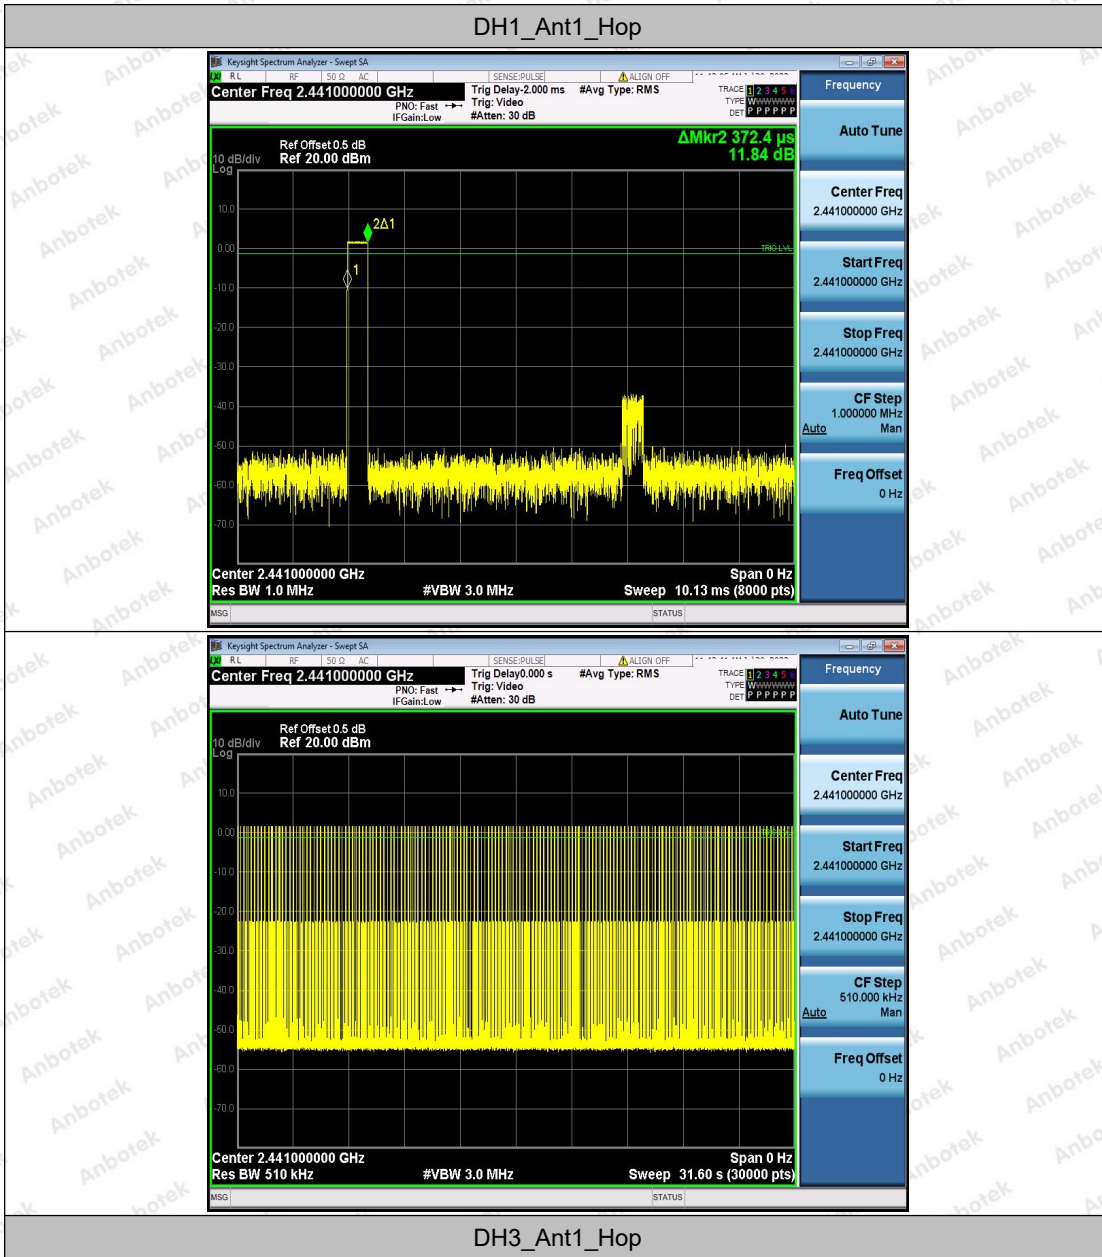 DH1_Ant1_Hop
Keysight Spectrum Analyzer - Swept SA
RL RF 50 Ω AC SENSE:PULSE ALIGN OFF
Center Freq 2.441000000 GHz
PNO: Fast
IFGain:Low
Trig Delay-2.000 ms
Trig: Video
#Atten: 30 dB
#Avg Type: RMS
TRACE 1 2 3 4 5 6
TYPE WWWWWW
DET P P P P P P
Frequency
Auto Tune
Center Freq
2.441000000 GHz
Start Freq
2.441000000 GHz
Stop Freq
2.441000000 GHz
CF Step
1.000000 MHz
Auto Man
Freq Offset
0 Hz
ΔMkr2 372.4 µs
11.84 dB
Ref Offset 0.5 dB
10 dB/div Ref 20.00 dBm
Log
10.0
0.00
-10.0
-20.0
-30.0
-40.0
-50.0
-60.0
-70.0
2Δ1
1
TRIG LVL
Center 2.441000000 GHz Span 0 Hz
Res BW 1.0 MHz #VBW 3.0 MHz Sweep 10.13 ms (8000 pts)
MSG STATUS
Keysight Spectrum Analyzer - Swept SA
RL RF 50 Ω AC SENSE:PULSE ALIGN OFF
Center Freq 2.441000000 GHz
PNO: Fast
IFGain:Low
Trig Delay0.000 s
Trig: Video
#Atten: 30 dB
#Avg Type: RMS
TRACE 1 2 3 4 5 6
TYPE WWWWWW
DET P P P P P P
Frequency
Auto Tune
Center Freq
2.441000000 GHz
Start Freq
2.441000000 GHz
Stop Freq
2.441000000 GHz
CF Step
510.000 kHz
Auto Man
Freq Offset
0 Hz
Ref Offset 0.5 dB
10 dB/div Ref 20.00 dBm
Log
10.0
0.00
-10.0
-20.0
-30.0
-40.0
-50.0
-60.0
-70.0
Center 2.441000000 GHz Span 0 Hz
Res BW 510 kHz #VBW 3.0 MHz Sweep 31.60 s (30000 pts)
MSG STATUS
DH3_Ant1_Hop
Anbotek